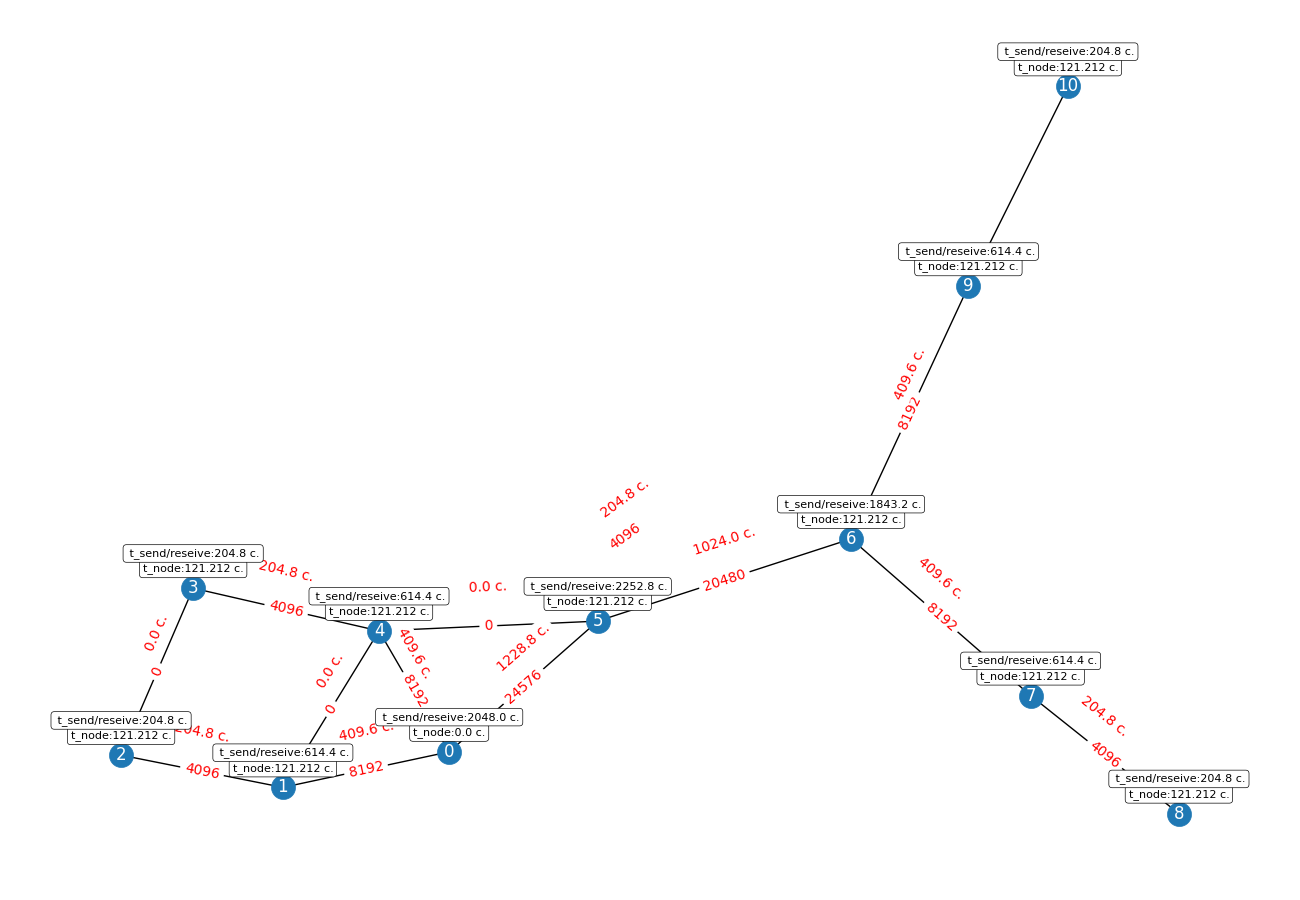 t_send/reseive:204.8 c.
t_node:121.212 c.
10
t_send/reseive:614.4 c.
t_node:121.212 c.
9
409.6 c.
8192
204.8 c.
4096
t_send/reseive:1843.2 c.
t_node:121.212 c.
6
1024.0 c.
20480
t_send/reseive:204.8 c.
t_node:121.212 c.
3
204.8 c.
4096
t_send/reseive:614.4 c.
t_node:121.212 c.
4
0.0 c.
0
t_send/reseive:2252.8 c.
t_node:121.212 c.
5
409.6 c.
8192
0.0 c.
0
0.0 c.
0
409.6 c.
8192
1228.8 c.
24576
t_send/reseive:614.4 c.
t_node:121.212 c.
7
204.8 c.
4096
t_send/reseive:204.8 c.
t_node:121.212 c.
2
204.8 c.
4096
t_send/reseive:614.4 c.
t_node:121.212 c.
1
409.6 c.
8192
t_send/reseive:2048.0 c.
t_node:0.0 c.
0
t_send/reseive:204.8 c.
t_node:121.212 c.
8